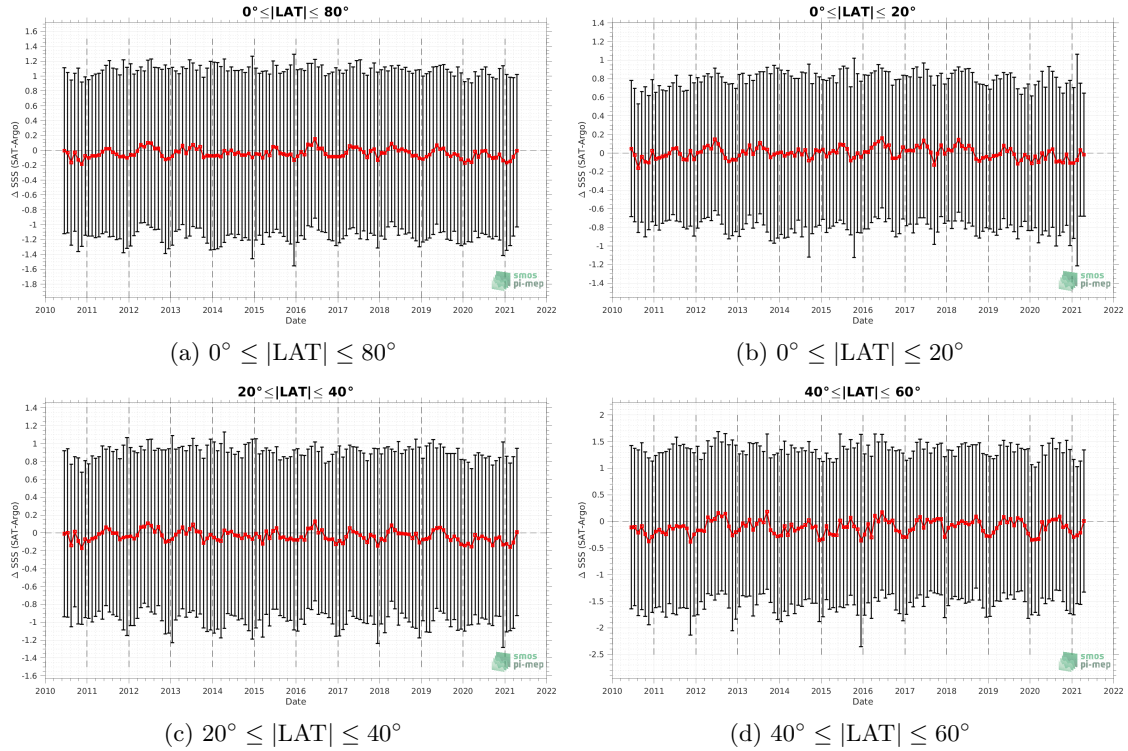 0°≤|LAT|≤ 80°
Δ SSS (SAT-Argo)
1.6
1.4
1.2
1
0.8
0.6
0.4
0.2
0
-0.2
-0.4
-0.6
-0.8
-1
-1.2
-1.4
-1.6
-1.8
2010 2011 2012 2013 2014 2015 2016 2017 2018 2019 2020 2021 2022
Date
smos
pi-mep
(a) 0° ≤ |LAT| ≤ 80°
0°≤|LAT|≤ 20°
Δ SSS (SAT-Argo)
1.4
1.2
1
0.8
0.6
0.4
0.2
0
-0.2
-0.4
-0.6
-0.8
-1
-1.2
-1.4
2010 2011 2012 2013 2014 2015 2016 2017 2018 2019 2020 2021 2022
Date
smos
pi-mep
(b) 0° ≤ |LAT| ≤ 20°
20°≤|LAT|≤ 40°
Δ SSS (SAT-Argo)
1.4
1.2
1
0.8
0.6
0.4
0.2
0
-0.2
-0.4
-0.6
-0.8
-1
-1.2
-1.4
-1.6
2010 2011 2012 2013 2014 2015 2016 2017 2018 2019 2020 2021 2022
Date
smos
pi-mep
(c) 20° ≤ |LAT| ≤ 40°
40°≤|LAT|≤ 60°
Δ SSS (SAT-Argo)
2
1.5
1
0.5
0
-0.5
-1
-1.5
-2
-2.5
2010 2011 2012 2013 2014 2015 2016 2017 2018 2019 2020 2021 2022
Date
smos
pi-mep
(d) 40° ≤ |LAT| ≤ 60°